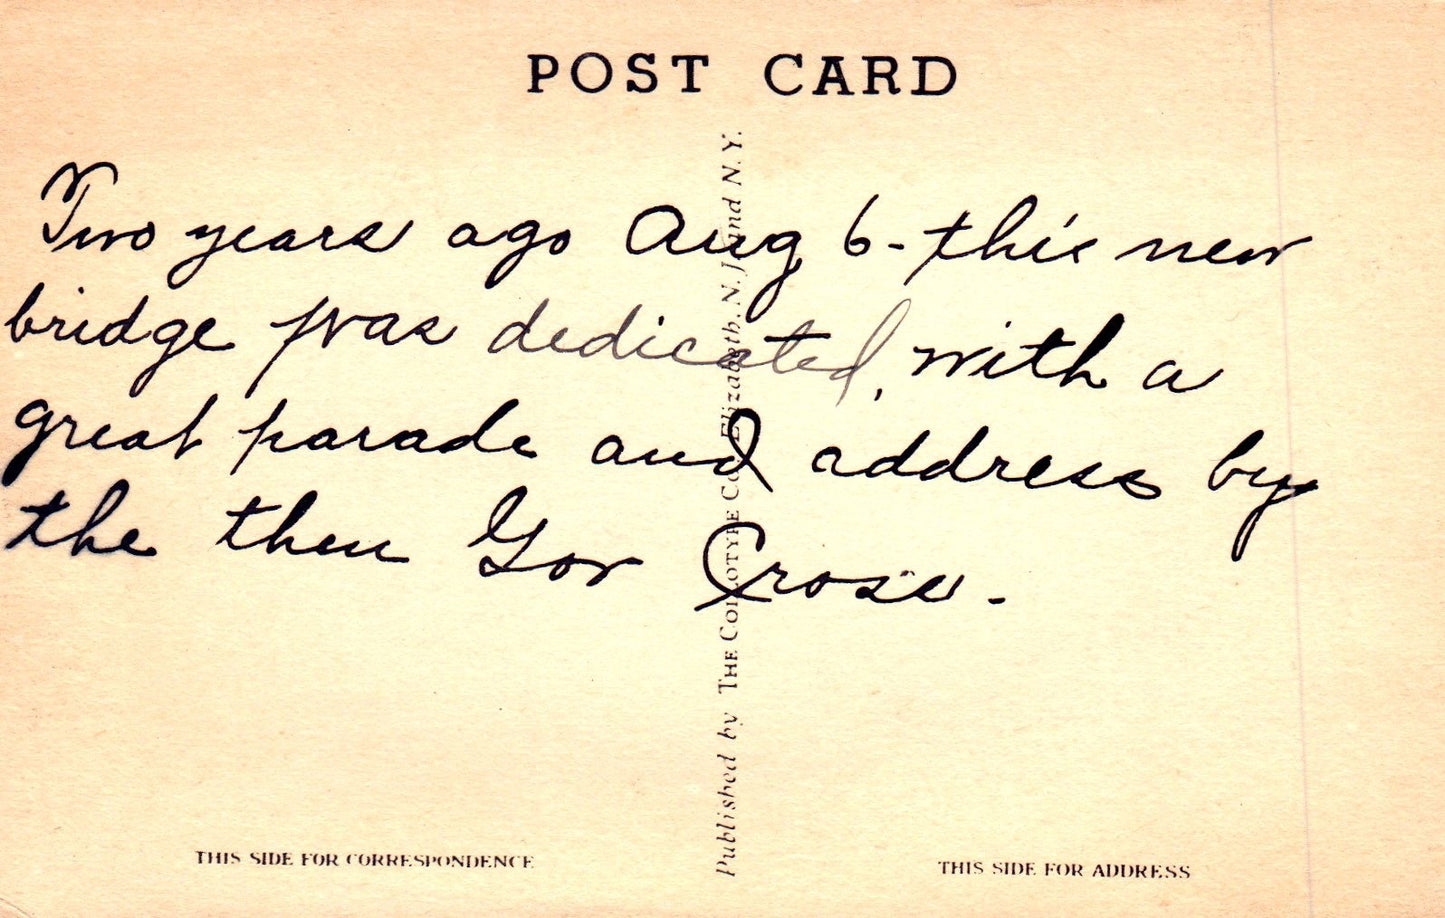 POST CARD
Two years ago Aug 6 - this new
bridge was dedicated, with a
great parade and address by
the then Gov Cross.
Published by THE COLLOTYPE Co., Elizabeth, N. J. and N. Y.
THIS SIDE FOR CORRESPONDENCE
THIS SIDE FOR ADDRESS